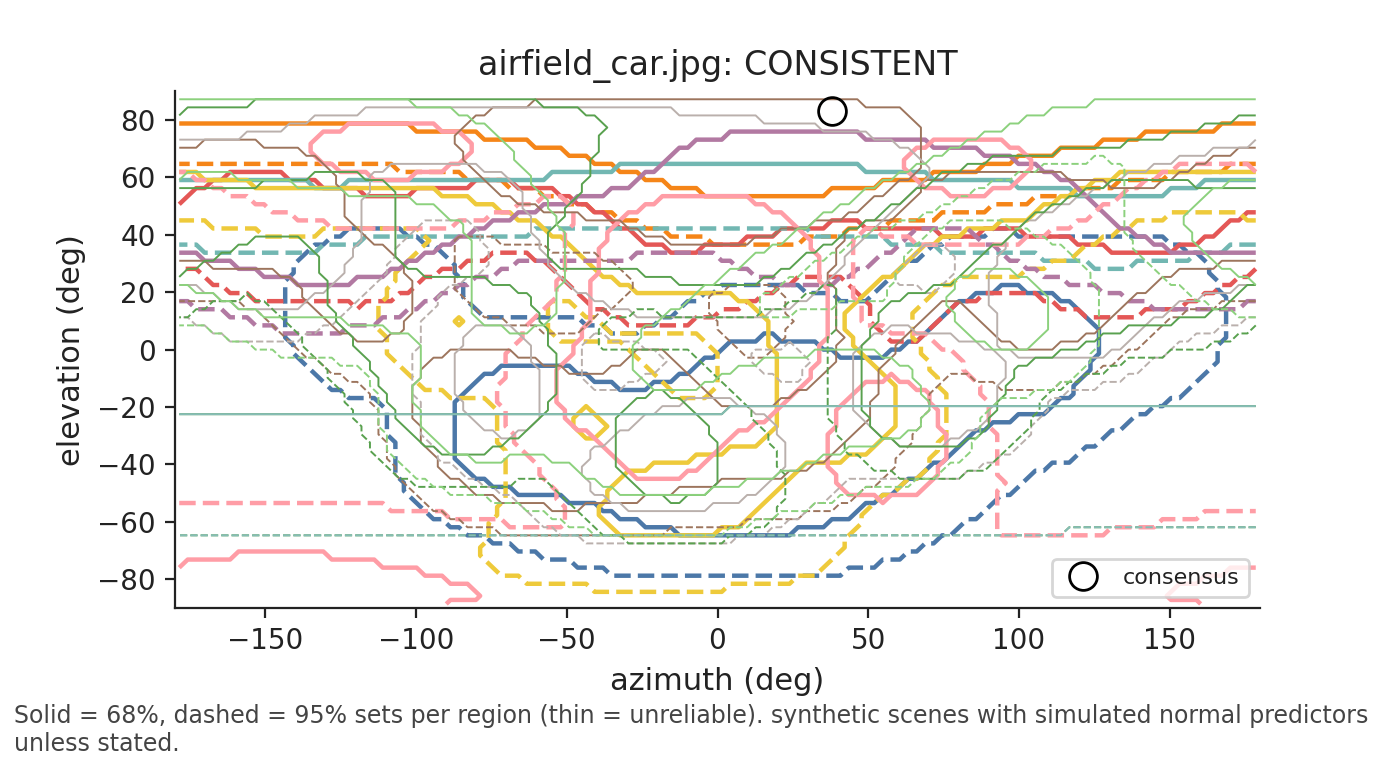 airfield_car.jpg: CONSISTENT
80
60
40
20
0
−20
−40
−60
−80
elevation (deg)
−150
−100
−50
0
50
100
150
azimuth (deg)
consensus
Solid = 68%, dashed = 95% sets per region (thin = unreliable). synthetic scenes with simulated normal predictors
unless stated.